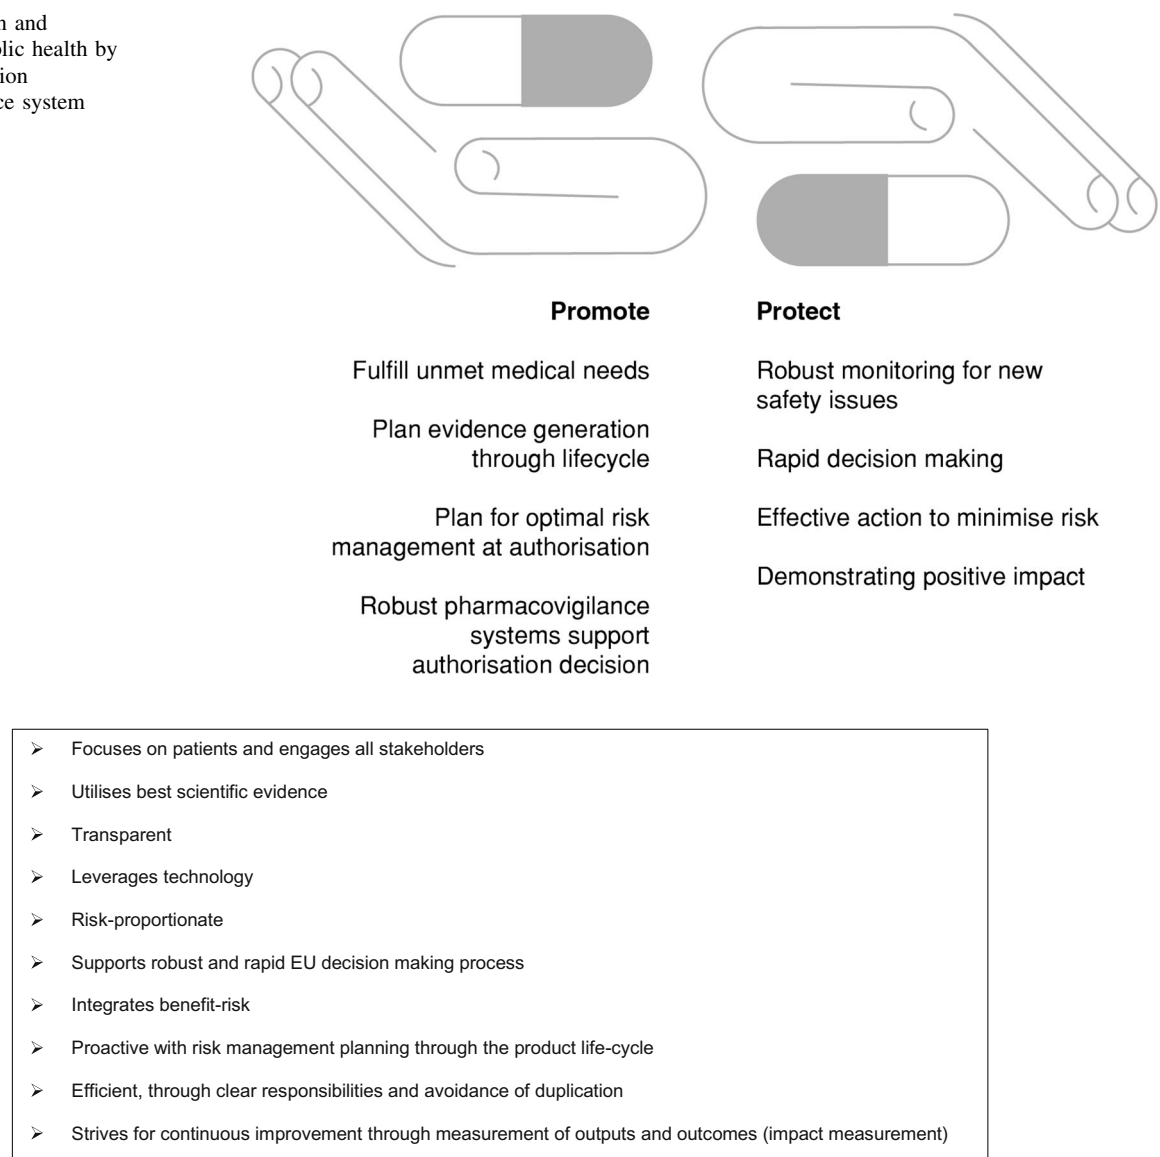 and
health by
system
Promote
Fulfill unmet medical needs
Plan evidence generation
through lifecycle
Plan for optimal risk
management at authorisation
Robust pharmacovigilance
systems support
authorisation decision
Protect
Robust monitoring for new
safety issues
Rapid decision making
Effective action to minimise risk
Demonstrating positive impact
➢ Focuses on patients and engages all stakeholders
➢ Utilises best scientific evidence
➢ Transparent
➢ Leverages technology
➢ Risk-proportionate
➢ Supports robust and rapid EU decision making process
➢ Integrates benefit-risk
➢ Proactive with risk management planning through the product life-cycle
➢ Efficient, through clear responsibilities and avoidance of duplication
➢ Strives for continuous improvement through measurement of outputs and outcomes (impact measurement)